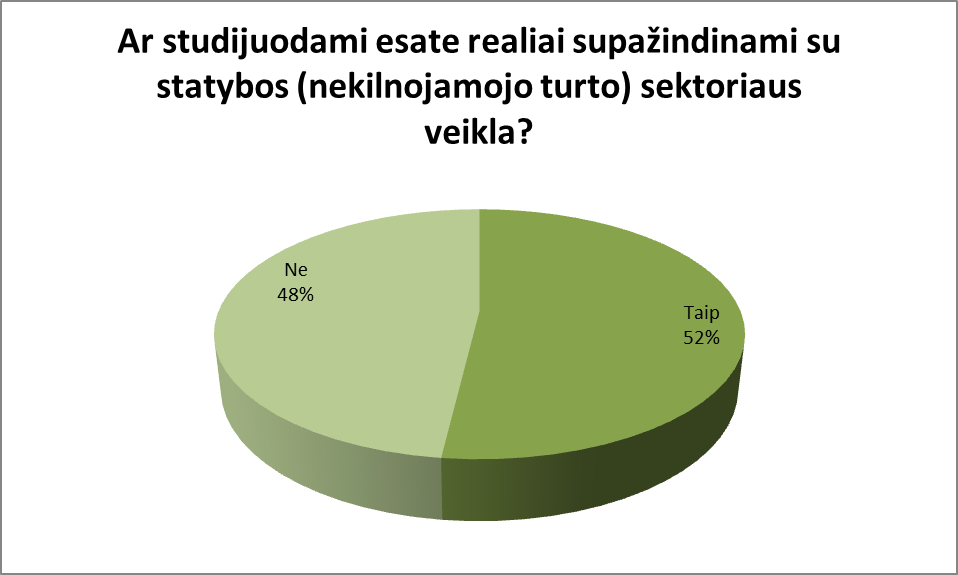 Ar studijuodami esate realiai supažindinami su
statybos (nekilnojamojo turto) sektoriaus
veikla?
Ne
48%
Taip
52%